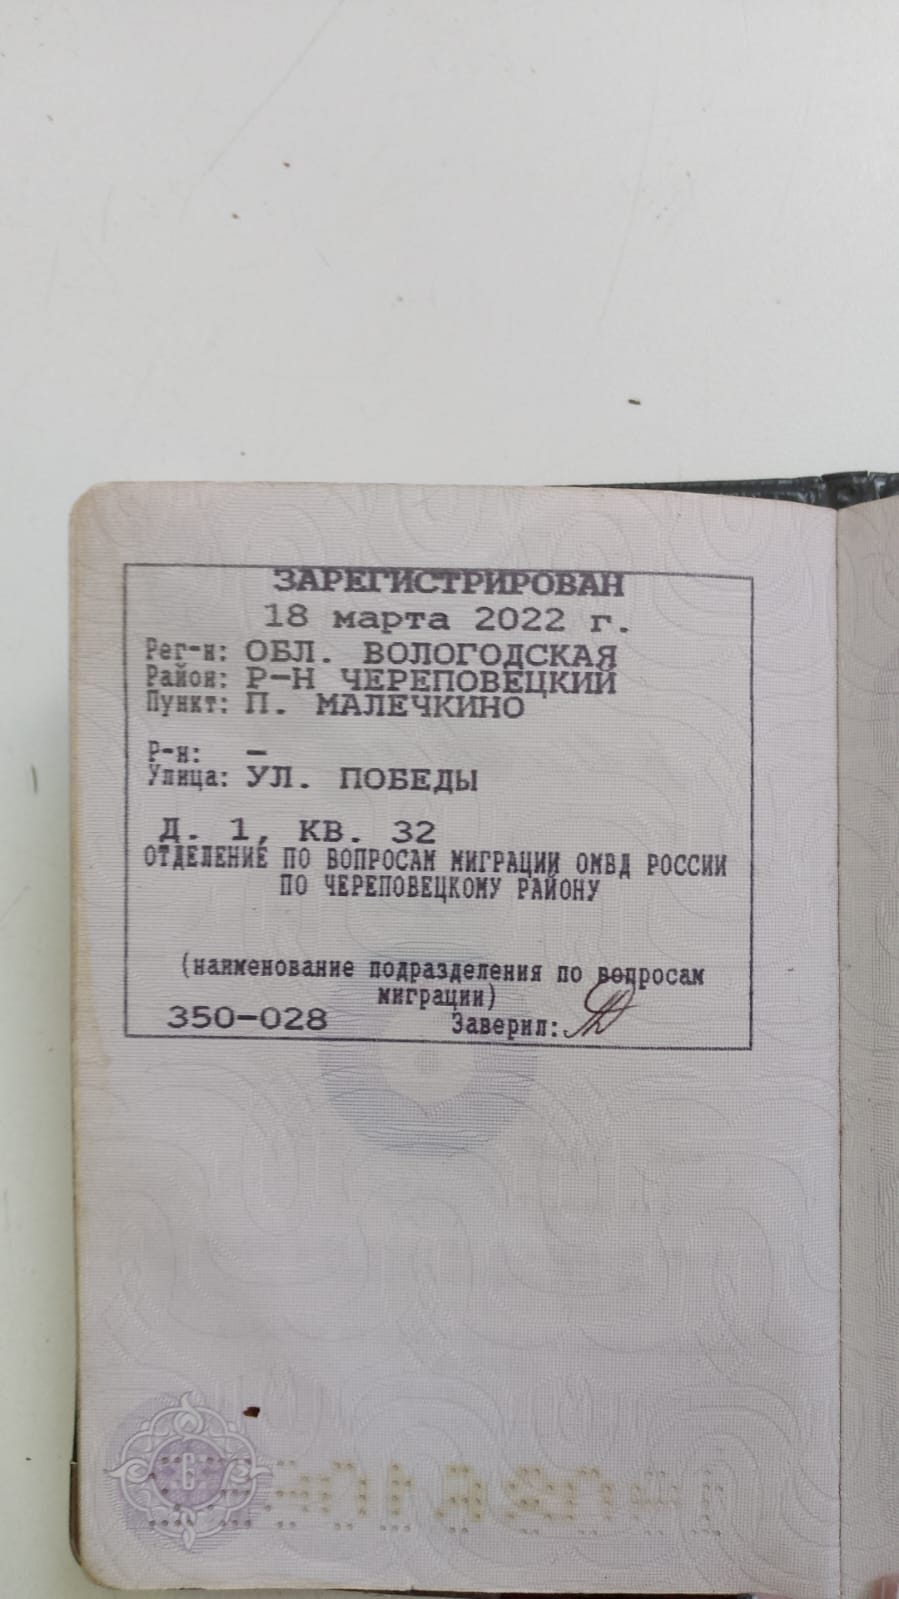 ЗАРЕГИСТРИРОВАН
18 марта 2022 г.
Рег-н: ОБЛ. ВОЛОГОДСКАЯ
Район: Р-Н ЧЕРЕПОВЕЦКИЙ
Пункт: П. МАЛЕЧКИНО
Р-н: –
Улица: УЛ. ПОБЕДЫ
Д. 1, КВ. 32
ОТДЕЛЕНИЕ ПО ВОПРОСАМ МИГРАЦИИ ОМВД РОССИИ
ПО ЧЕРЕПОВЕЦКОМУ РАЙОНУ
(наименование подразделения по вопросам
миграции)
350-028 Заверил: